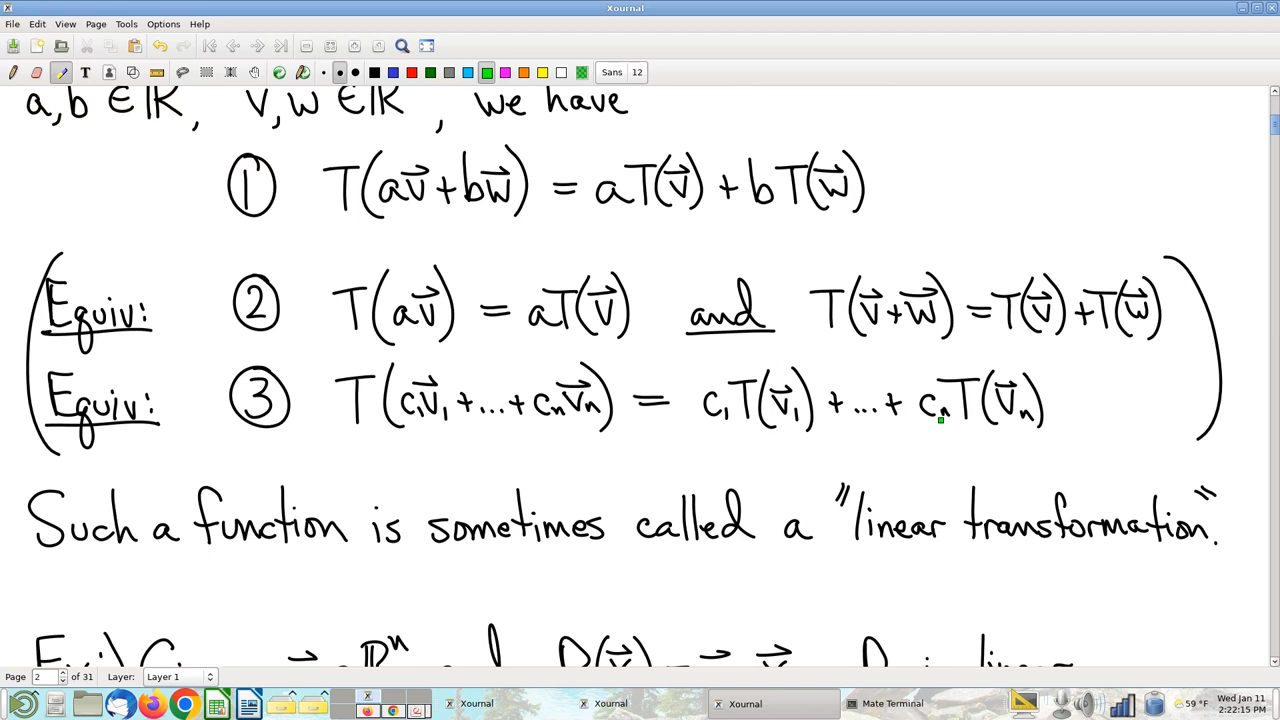 Xournal
File Edit View Page Tools Options Help
Sans 12
a,b ∈ ℝ, v,w ∈ ℝ , we have
① T(av⃗+bw⃗) = aT(v⃗) + bT(w⃗)
Equiv: ② T(av⃗) = aT(v⃗) and T(v⃗+w⃗)=T(v⃗)+T(w⃗)
Equiv: ③ T(c₁v⃗₁+...+cₙv⃗ₙ) = c₁T(v⃗₁) +...+ cₙT(v⃗ₙ)
Such a function is sometimes called a "linear transformation."
Page 2 of 31 Layer: Layer 1
Xournal Xournal Xournal Mate Terminal 59 °F Wed Jan 11
2:22:15 PM